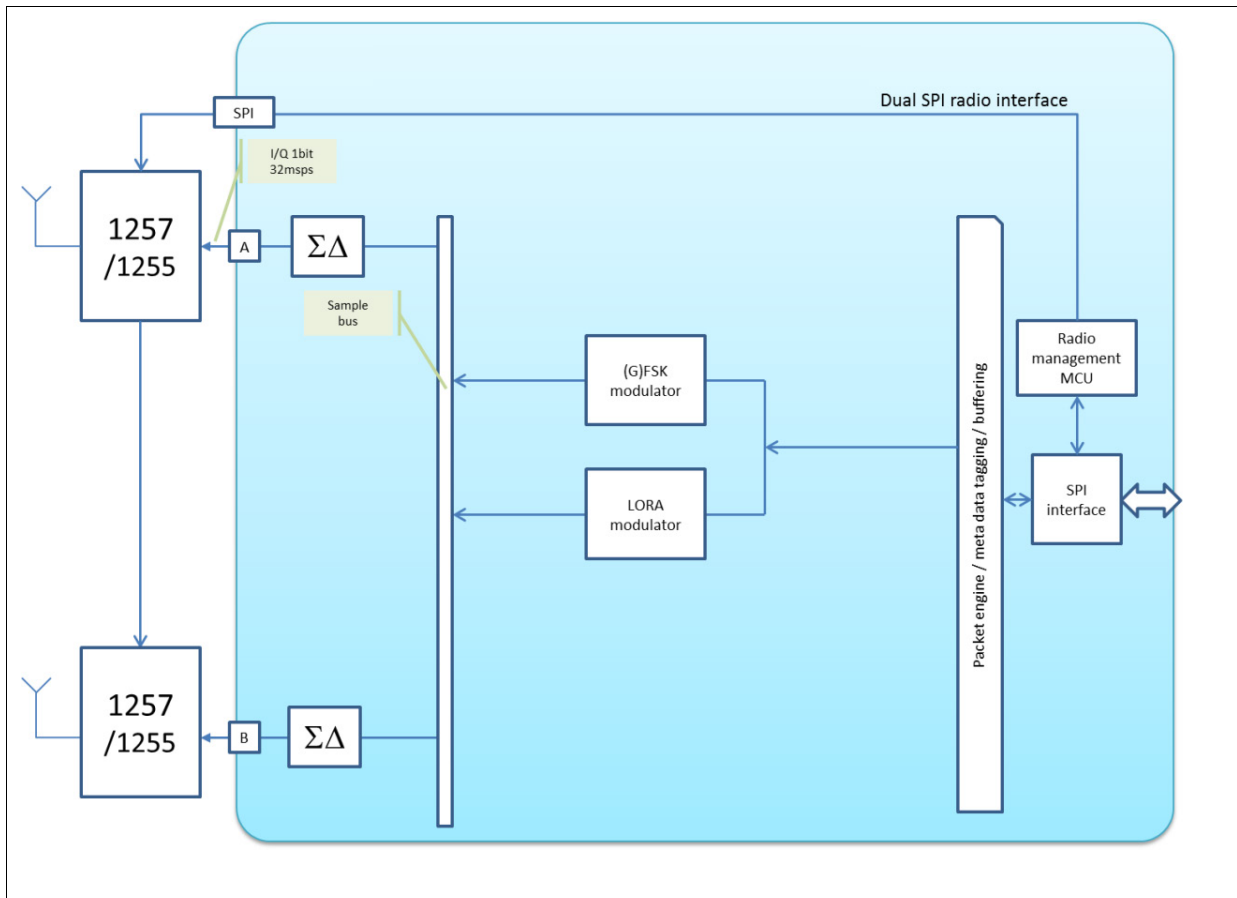 Dual SPI radio interface
SPI
I/Q 1bit
32msps
1257
/1255
A
ΣΔ
Sample
bus
(G)FSK
modulator
LORA
modulator
Packet engine / meta data tagging / buffering
Radio
management
MCU
SPI
interface
1257
/1255
B
ΣΔ